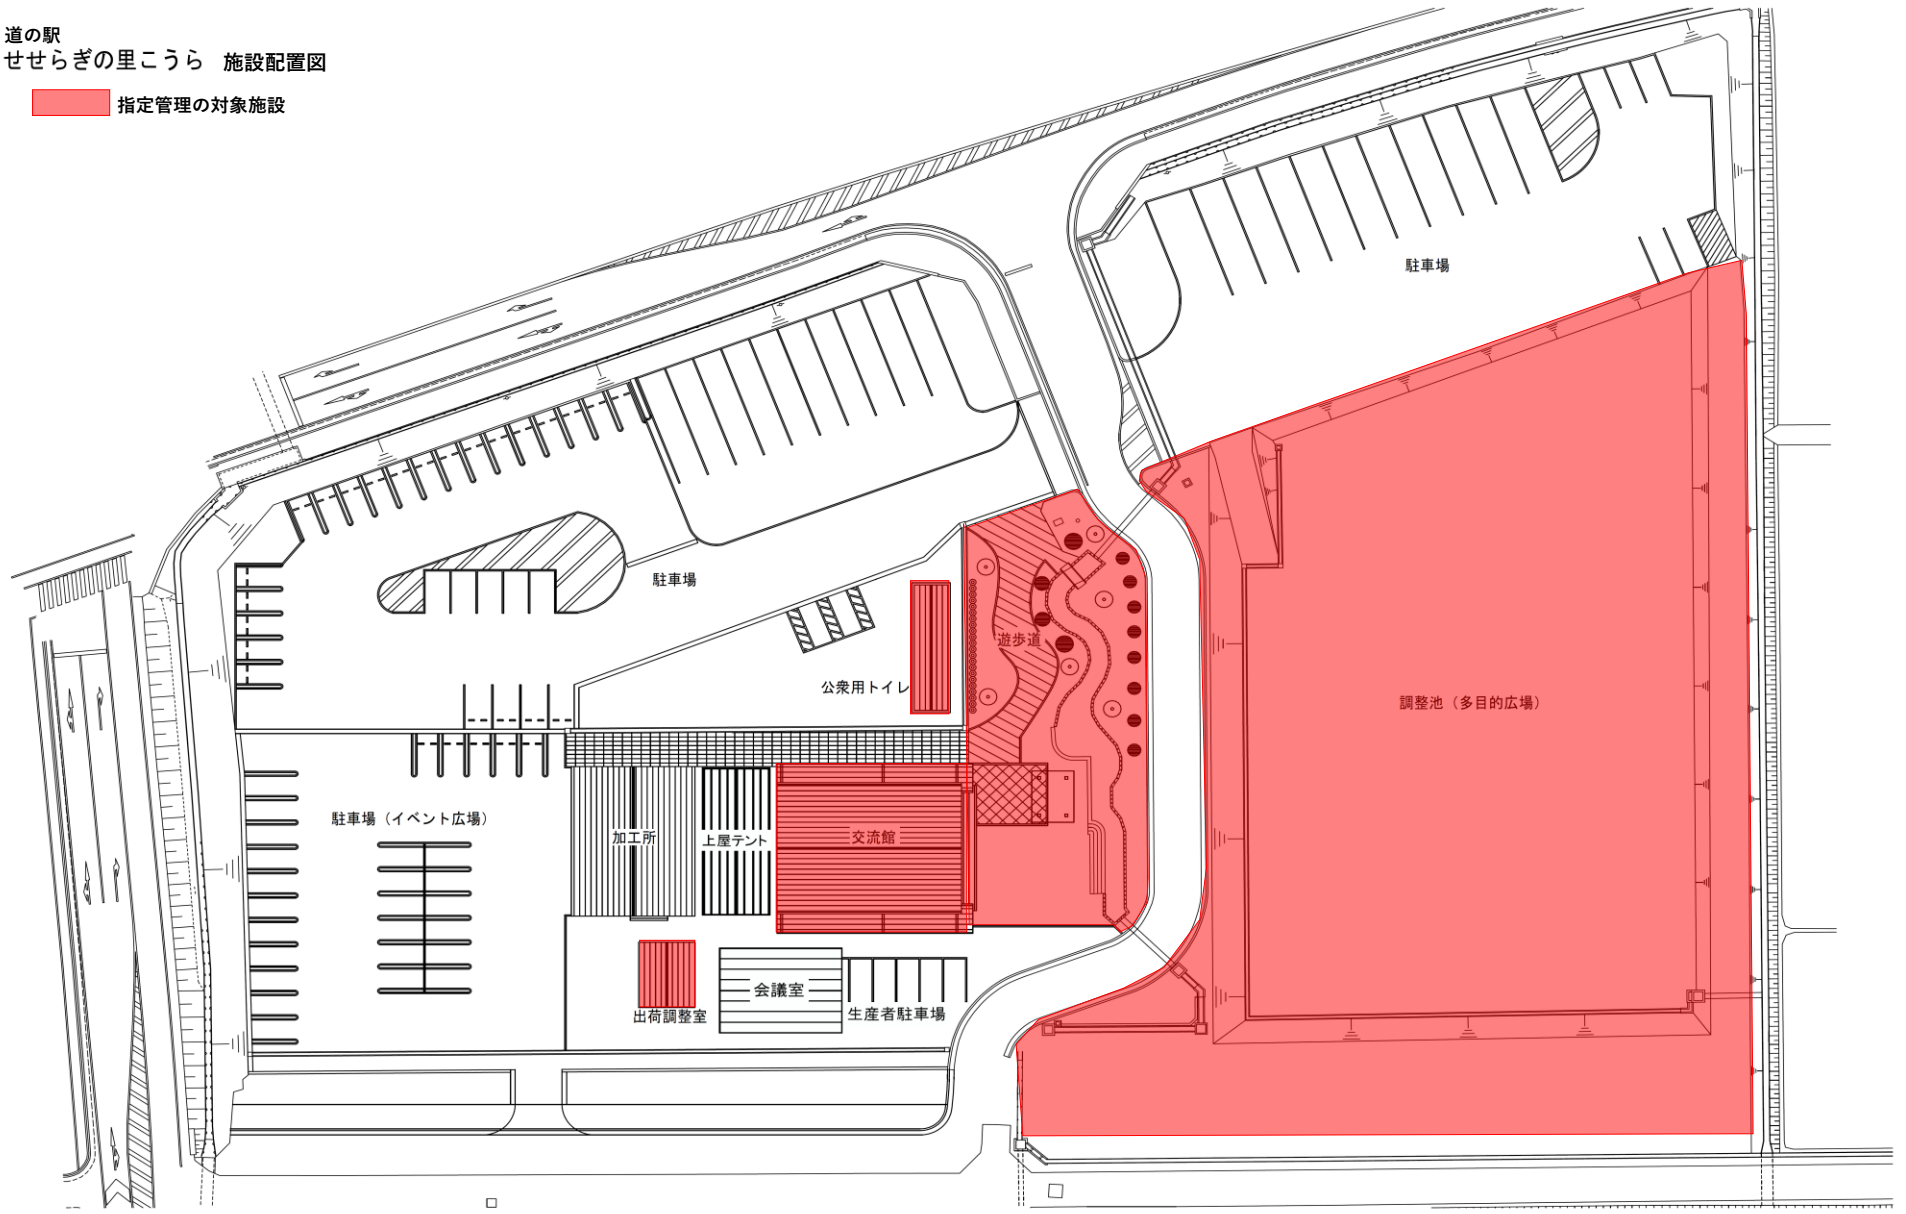 道の駅
せせらぎの里こうら 施設配置図
指定管理の対象施設
駐車場
駐車場
遊歩道
公衆用トイレ
調整池（多目的広場）
駐車場（イベント広場）
加工所
上屋テント
交流館
会議室
出荷調整室
生産者駐車場